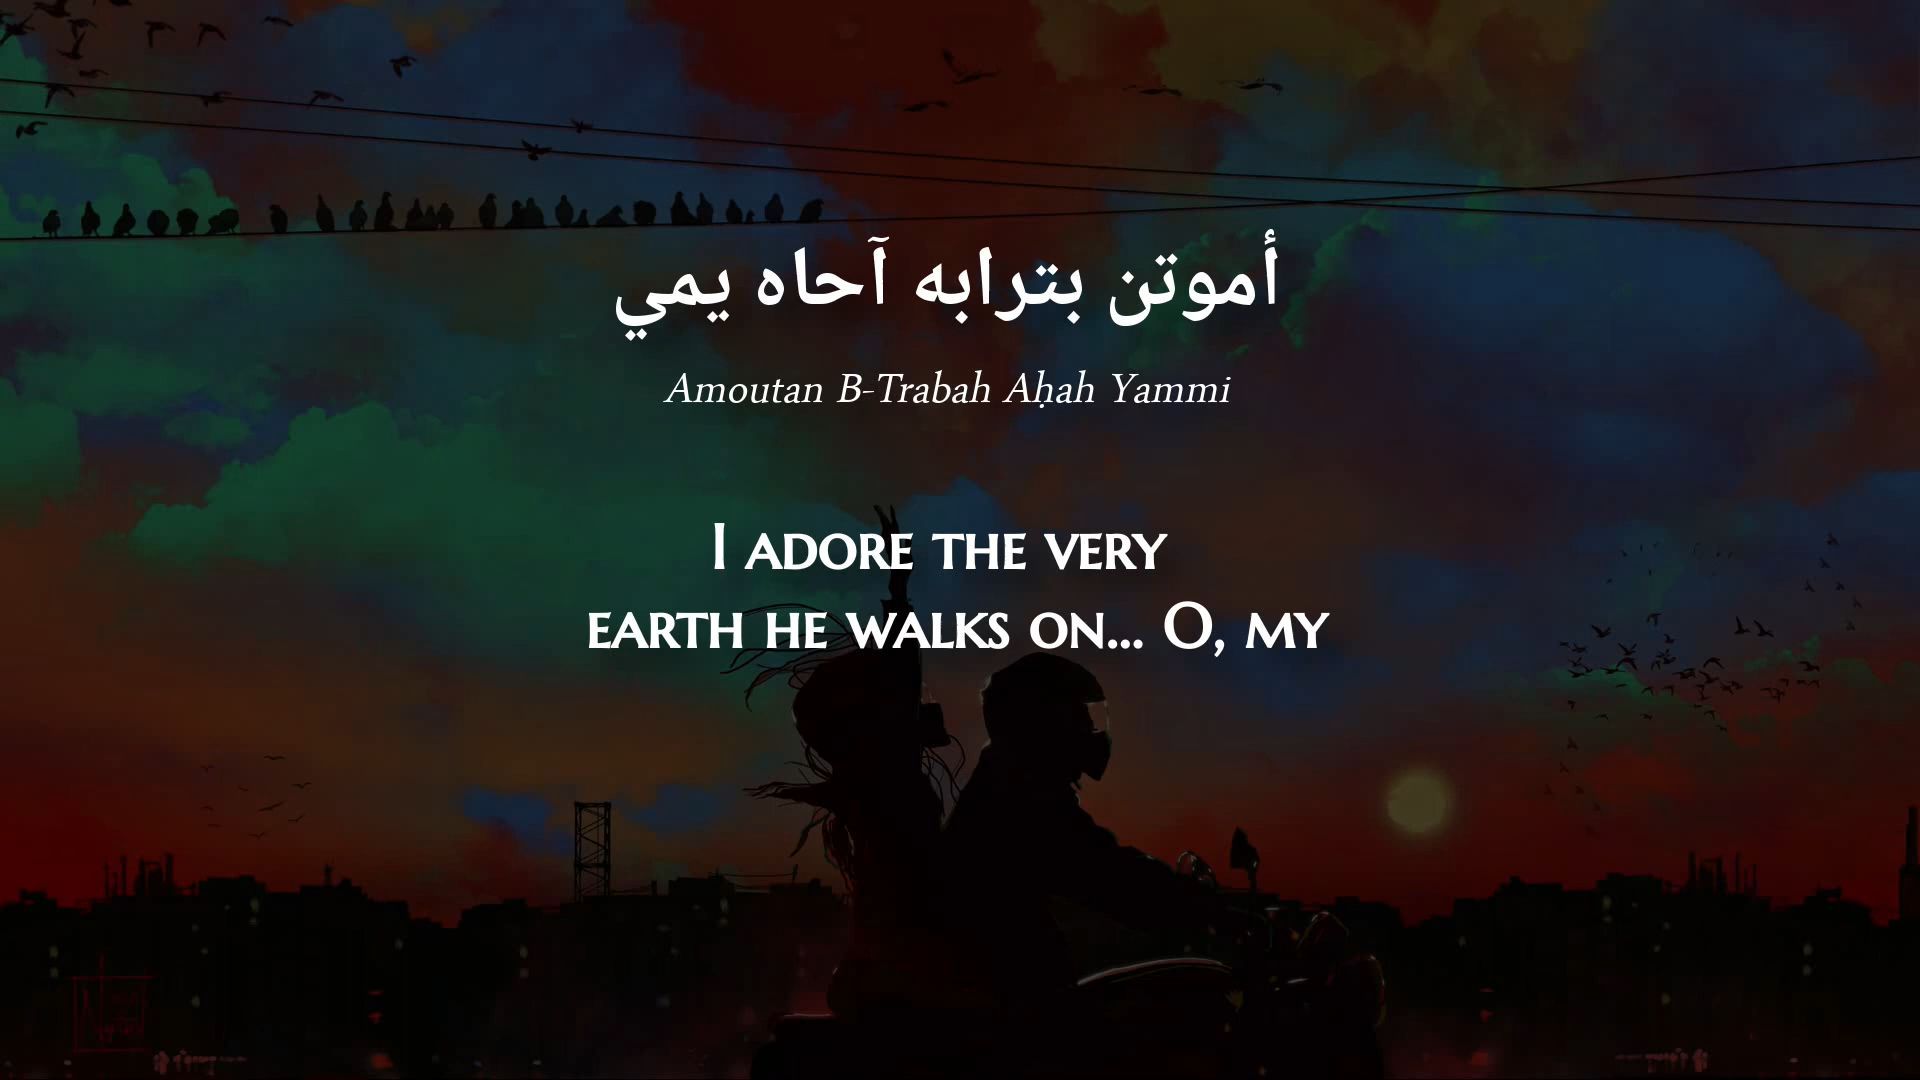 أموتن بترابه آحاه يمي
Amoutan B-Trabah Aḥah Yammi
I adore the very
earth he walks on... O, my